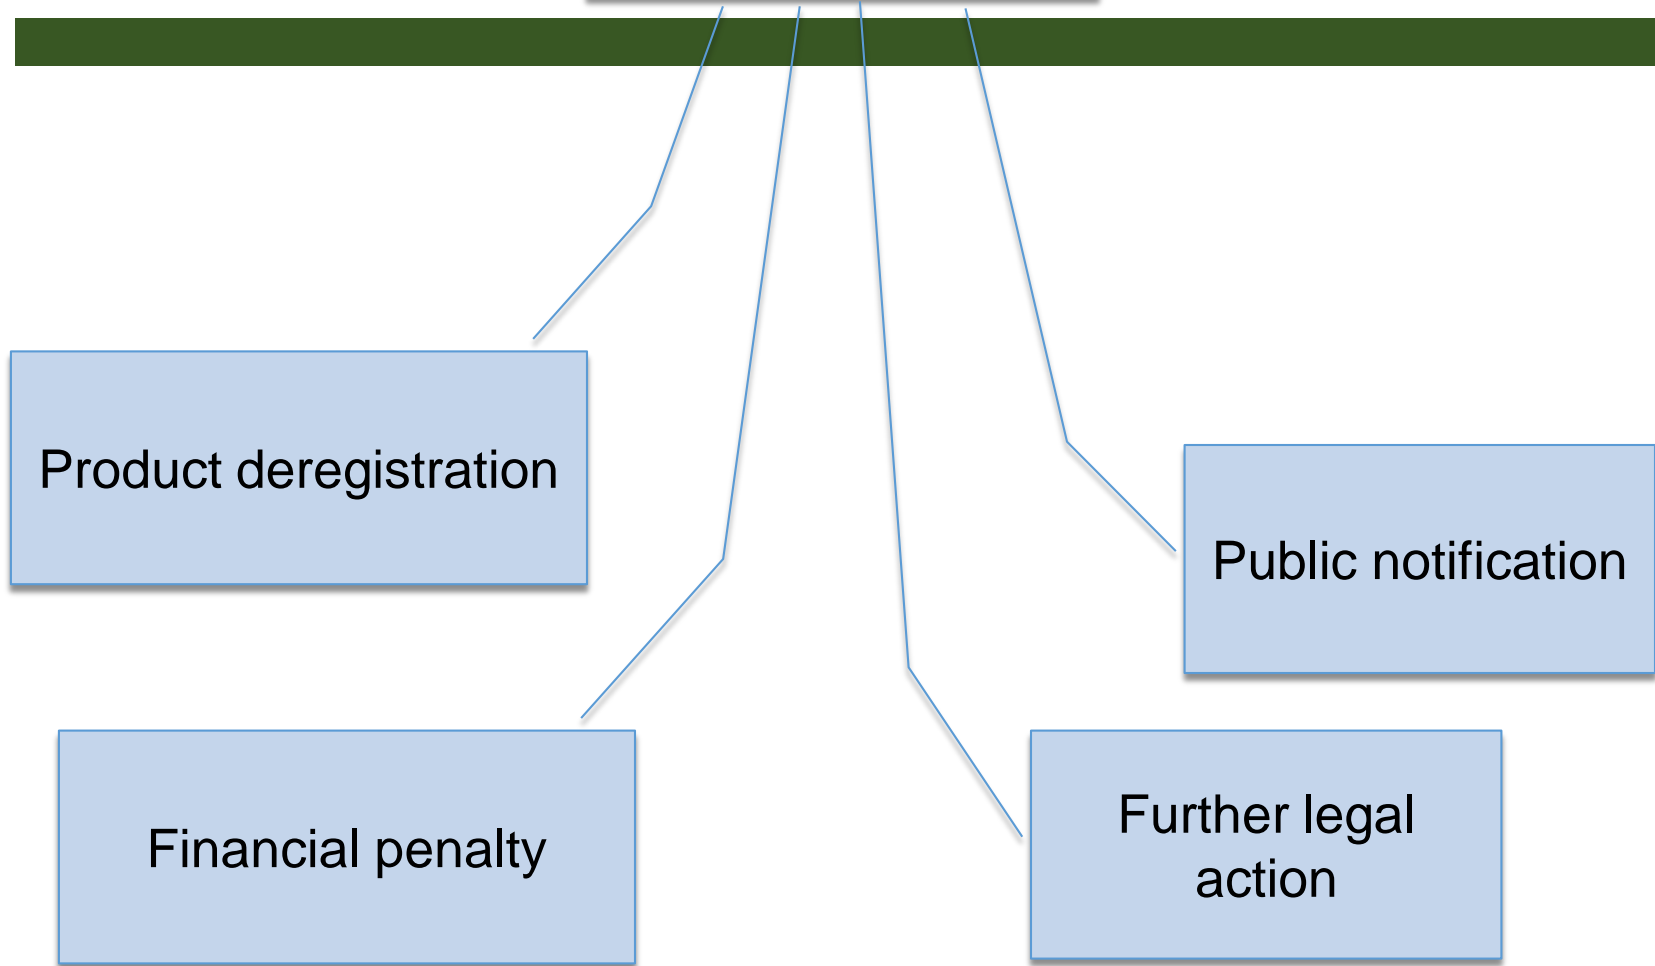 Product deregistration
Public notification
Financial penalty
Further legal
action